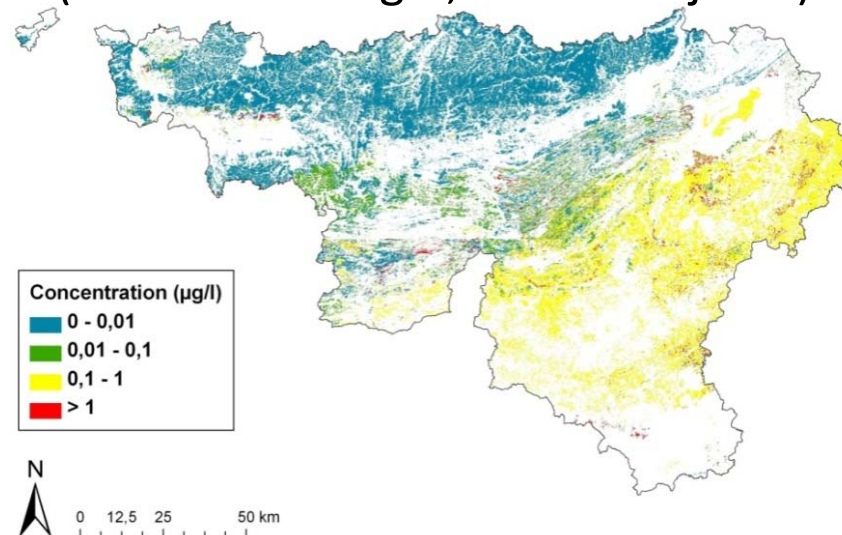 Concentration (µg/l)
0 - 0,01
0,01 - 0,1
0,1 - 1
> 1
N
0 12,5 25 50 km